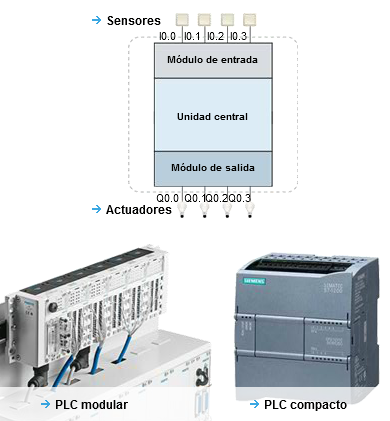 Sensores
I0.0 I0.1 I0.2 I0.3
Módulo de entrada
Unidad central
Módulo de salida
Q0.0 Q0.1 Q0.2 Q0.3
Actuadores
SIEMENS
SIMATIC
S7-1200
PLC modular
PLC compacto